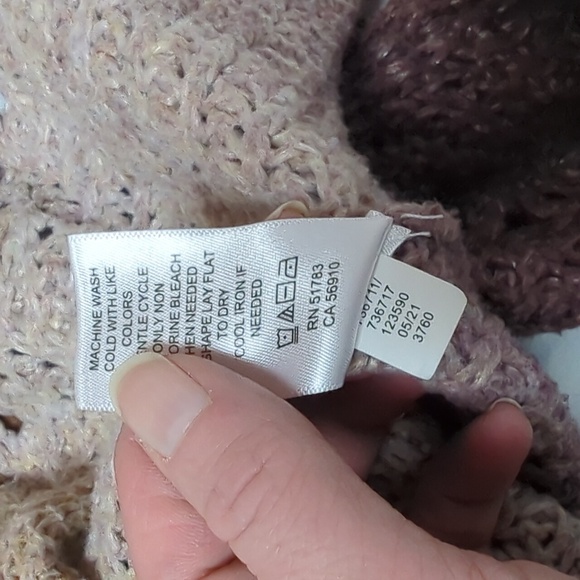 MACHINE WASH
COLD WITH LIKE
COLORS
ENTLE CYCLE
ONLY NON
ORINE BLEACH
HEN NEEDED
SHAPE LAY FLAT
TO DRY
COOL IRON IF
NEEDED
RN 51783
CA 56910
736717
123590
05/21
3760